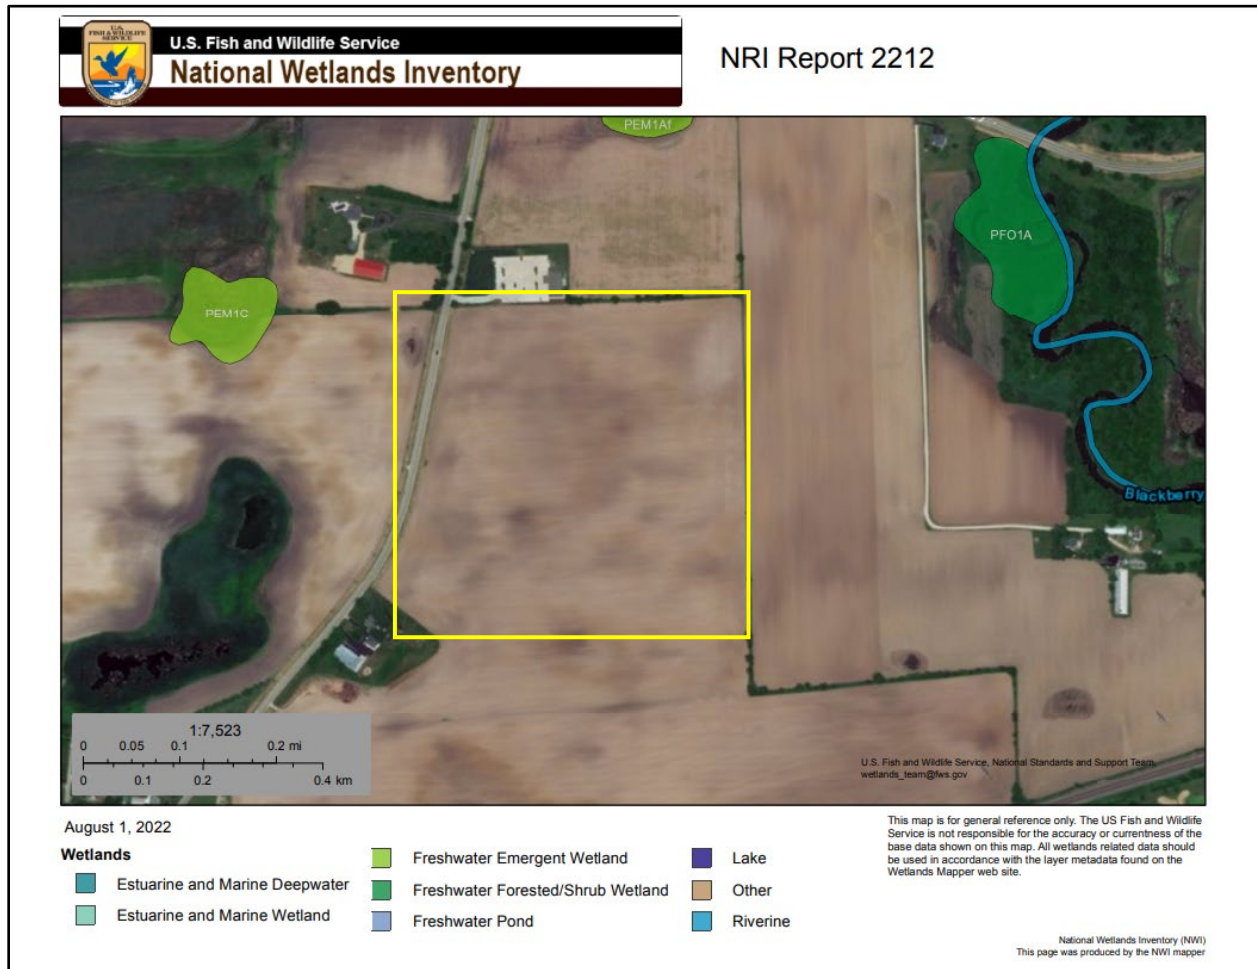 U.S.
FISH & WILDLIFE
SERVICE
U.S. Fish and Wildlife Service
National Wetlands Inventory
NRI Report 2212
PEM1Af
PFO1A
PEM1C
Blackberry
1:7,523
0 0.05 0.1 0.2 mi
0 0.1 0.2 0.4 km
U.S. Fish and Wildlife Service, National Standards and Support Team,
wetlands_team@fws.gov
August 1, 2022
This map is for general reference only. The US Fish and Wildlife
Service is not responsible for the accuracy or currentness of the
base data shown on this map. All wetlands related data should
be used in accordance with the layer metadata found on the
Wetlands Mapper web site.
Wetlands
Estuarine and Marine Deepwater
Estuarine and Marine Wetland
Freshwater Emergent Wetland
Freshwater Forested/Shrub Wetland
Freshwater Pond
Lake
Other
Riverine
National Wetlands Inventory (NWI)
This page was produced by the NWI mapper